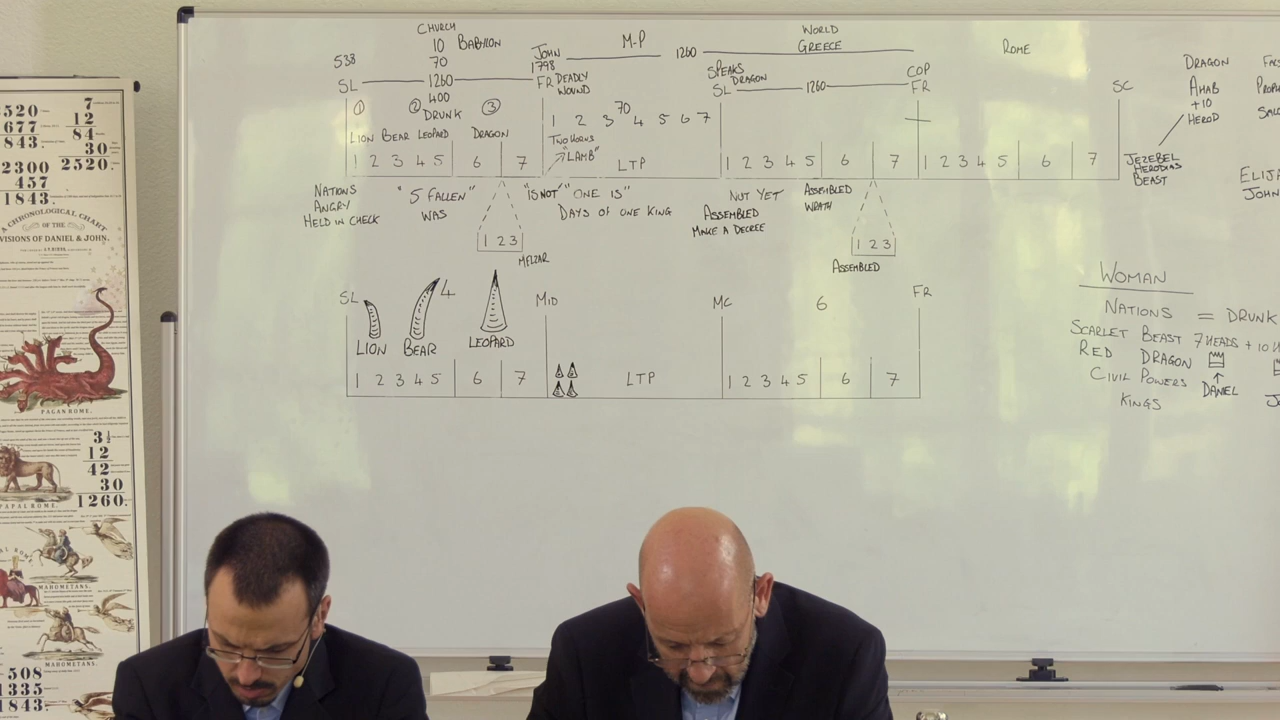 CHURCH
10 BABYLON
538
70
JOHN
1798
M-P
1260
WORLD
GREECE
ROME
SL
1260
FR
DEADLY
WOUND
SPEAKS
DRAGON
SL
1260
COP
FR
SC
400
① ② DRUNK ③
LION BEAR LEOPARD DRAGON
1 2 3 70 4 5 6 7
TWO HORNS
"LAMB"
1 2 3 4 5 6 7
LTP
1 2 3 4 5 6 7
1 2 3 4 5 6 7
NATIONS
ANGRY
HELD IN CHECK
"5 FALLEN"
WAS
"IS NOT" "ONE IS"
DAYS OF ONE KING
NOT YET
ASSEMBLED
MAKE A DECREE
ASSEMBLED
WRATH
1 2 3
MELZAR
1 2 3
ASSEMBLED
DRAGON
AHAB
+10
HEROD
JEZEBEL
HERODIAS
BEAST
SL
4
MID
MC
6
FR
LION BEAR LEOPARD
1 2 3 4 5 6 7
LTP
1 2 3 4 5 6 7
WOMAN
NATIONS = DRUNK
SCARLET BEAST 7 HEADS + 10
RED DRAGON
CIVIL POWERS
DANIEL
KINGS
2520
7
677
12
1843.
84
30
2300
2520.
457
1843.
A CHRONOLOGICAL CHART
OF THE
VISIONS OF DANIEL & JOHN.
PAGAN ROME.
3½
12
42
30
1260.
PAPAL ROME.
MAHOMETANS.
MAHOMETANS.
508
1335
1843.